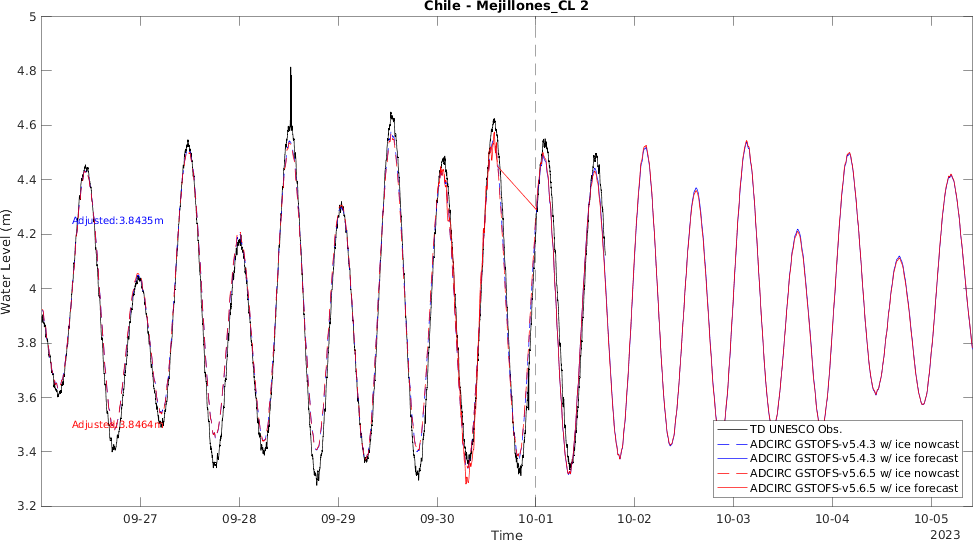 Chile - Mejillones_CL 2
Water Level (m)
5
4.8
4.6
4.4
4.2
4
3.8
3.6
3.4
3.2
Adjusted:3.8435m
Adjusted:3.8464m
TD UNESCO Obs.
ADCIRC GSTOFS-v5.4.3 w/ ice nowcast
ADCIRC GSTOFS-v5.4.3 w/ ice forecast
ADCIRC GSTOFS-v5.6.5 w/ ice nowcast
ADCIRC GSTOFS-v5.6.5 w/ ice forecast
09-27 09-28 09-29 09-30 10-01 10-02 10-03 10-04 10-05
Time
2023